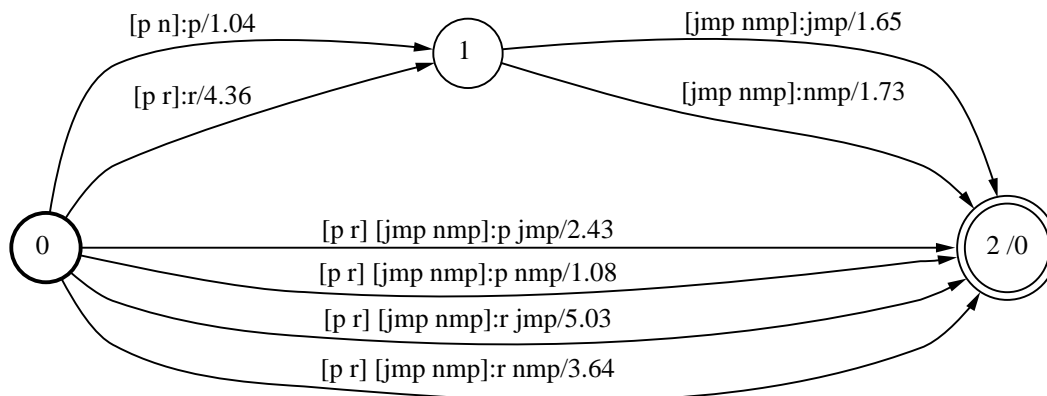 [p n]:p/1.04
[jmp nmp]:jmp/1.65
1
[p r]:r/4.36
[jmp nmp]:nmp/1.73
0
[p r] [jmp nmp]:p jmp/2.43
2 /0
[p r] [jmp nmp]:p nmp/1.08
[p r] [jmp nmp]:r jmp/5.03
[p r] [jmp nmp]:r nmp/3.64